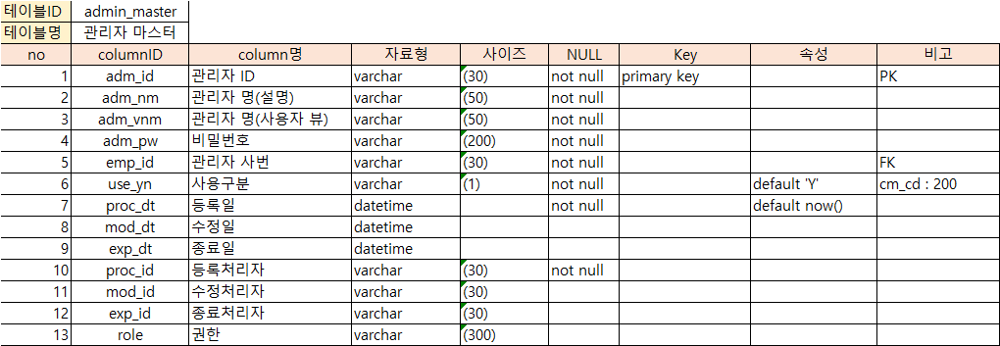 테이블ID admin_master
테이블명 관리자 마스터
no columnID column명 자료형 사이즈 NULL Key 속성 비고
1 adm_id 관리자 ID varchar (30) not null primary key PK
2 adm_nm 관리자 명(설명) varchar (50) not null
3 adm_vnm 관리자 명(사용자 뷰) varchar (50) not null
4 adm_pw 비밀번호 varchar (200) not null
5 emp_id 관리자 사번 varchar (30) not null FK
6 use_yn 사용구분 varchar (1) not null default 'Y' cm_cd : 200
7 proc_dt 등록일 datetime not null default now()
8 mod_dt 수정일 datetime
9 exp_dt 종료일 datetime
10 proc_id 등록처리자 varchar (30) not null
11 mod_id 수정처리자 varchar (30)
12 exp_id 종료처리자 varchar (30)
13 role 권한 varchar (300)